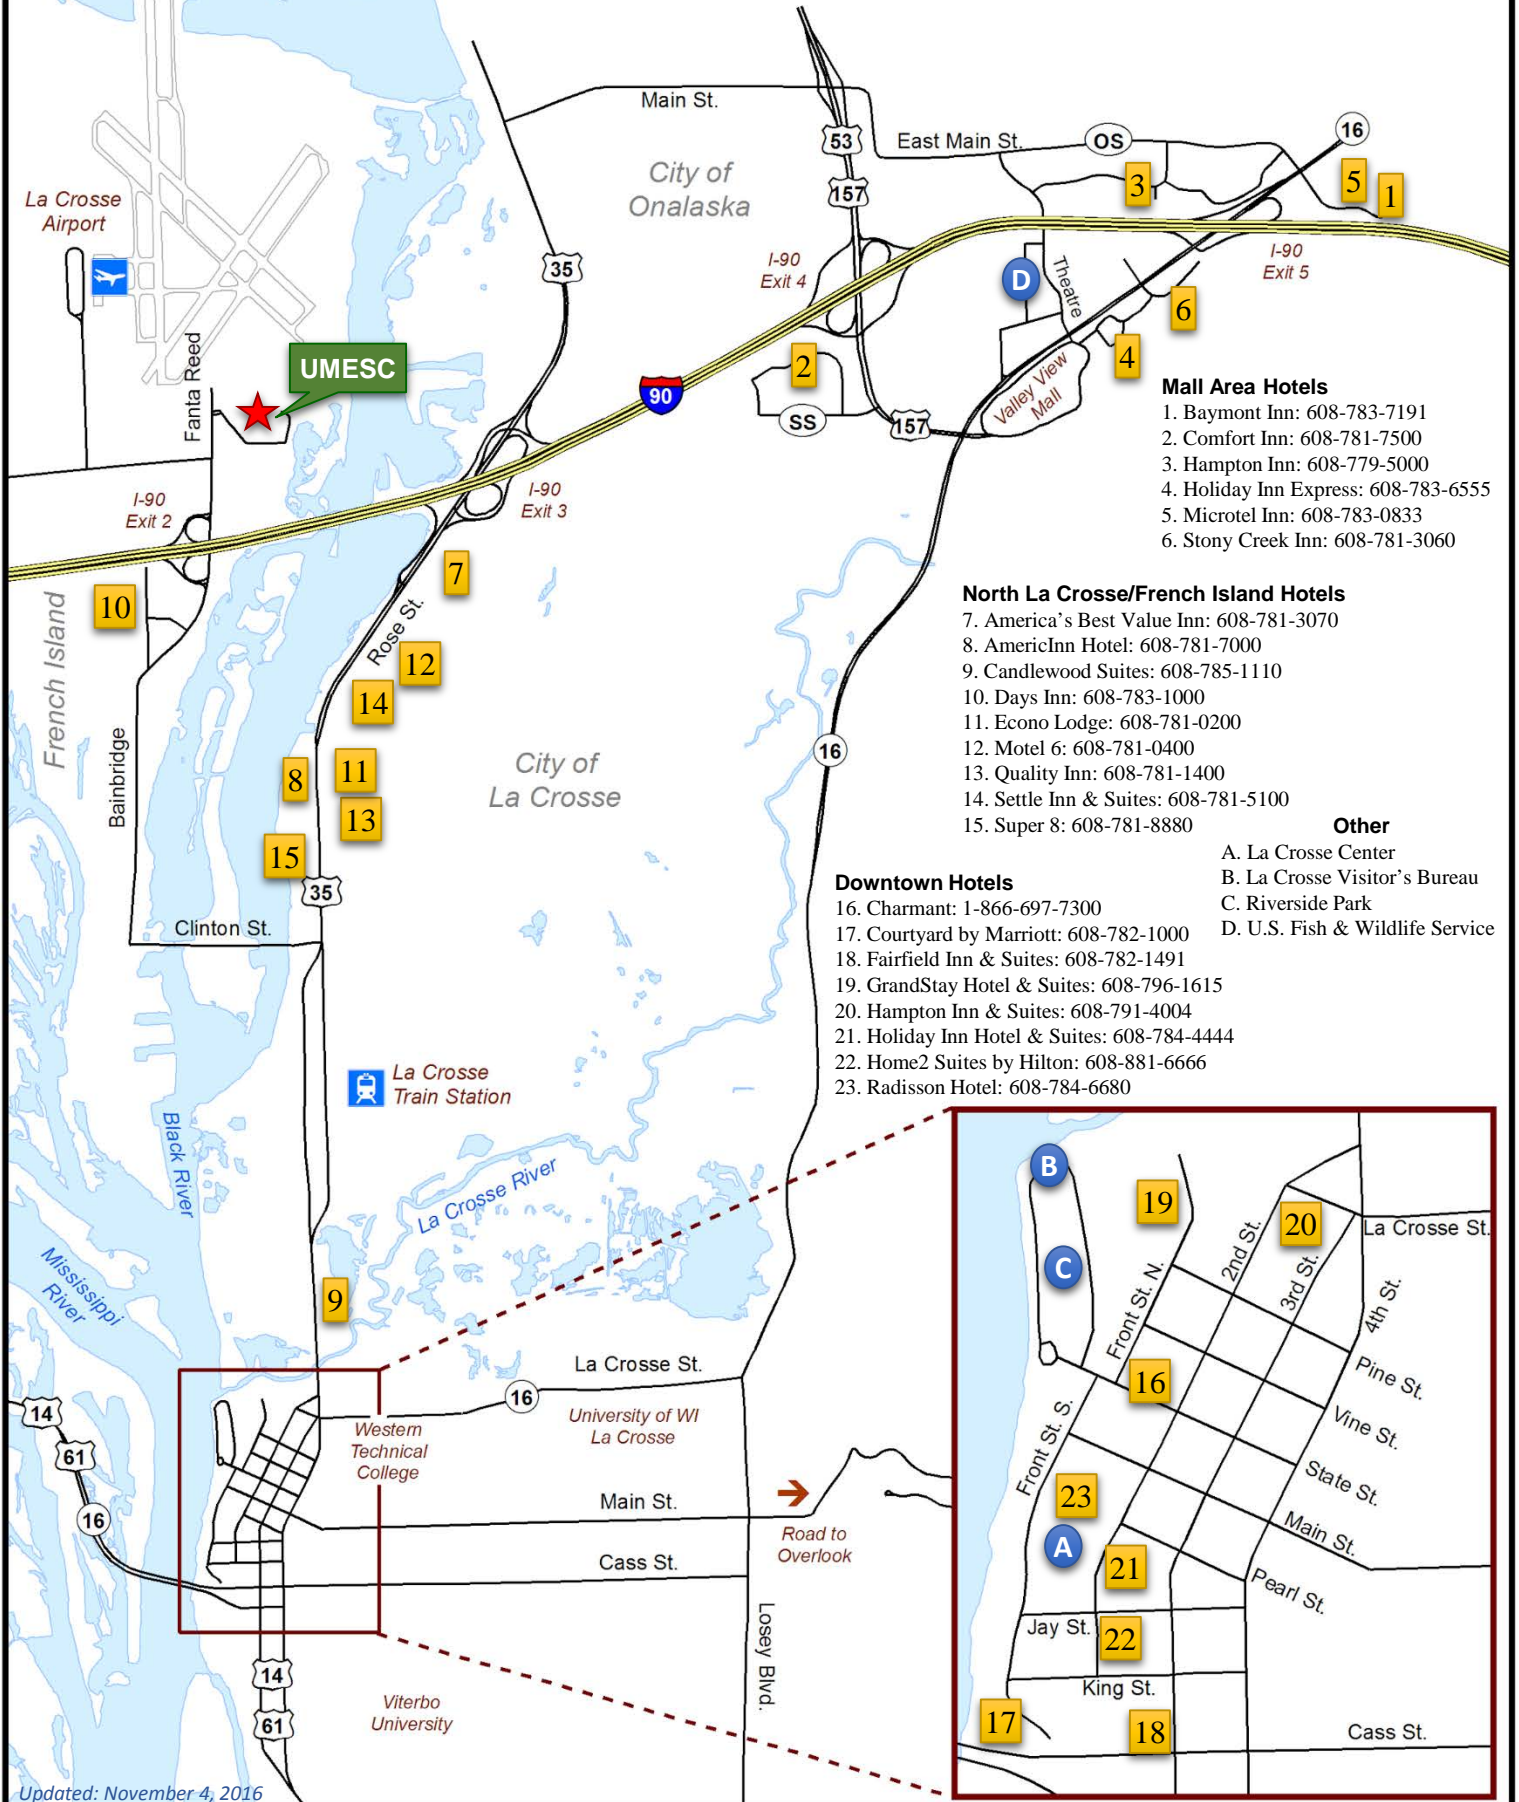 Main St.
53
East Main St.
OS
16
City of
Onalaska
157
3
5
1
La Crosse
Airport
35
I-90
Exit 4
D
Theatre
I-90
Exit 5
6
Fanta Reed
UMESC
90
2
SS
157
4
Valley View
Mall
Mall Area Hotels
1. Baymont Inn: 608-783-7191
2. Comfort Inn: 608-781-7500
3. Hampton Inn: 608-779-5000
4. Holiday Inn Express: 608-783-6555
5. Microtel Inn: 608-783-0833
6. Stony Creek Inn: 608-781-3060
I-90
Exit 2
I-90
Exit 3
7
10
French Island
Rose St.
12
14
North La Crosse/French Island Hotels
7. America's Best Value Inn: 608-781-3070
8. AmericInn Hotel: 608-781-7000
9. Candlewood Suites: 608-785-1110
10. Days Inn: 608-783-1000
11. Econo Lodge: 608-781-0200
12. Motel 6: 608-781-0400
13. Quality Inn: 608-781-1400
14. Settle Inn & Suites: 608-781-5100
15. Super 8: 608-781-8880
Bainbridge
8
11
13
15
City of
La Crosse
16
35
Clinton St.
Other
A. La Crosse Center
B. La Crosse Visitor's Bureau
C. Riverside Park
D. U.S. Fish & Wildlife Service
Downtown Hotels
16. Charmant: 1-866-697-7300
17. Courtyard by Marriott: 608-782-1000
18. Fairfield Inn & Suites: 608-782-1491
19. GrandStay Hotel & Suites: 608-796-1615
20. Hampton Inn & Suites: 608-791-4004
21. Holiday Inn Hotel & Suites: 608-784-4444
22. Home2 Suites by Hilton: 608-881-6666
23. Radisson Hotel: 608-784-6680
La Crosse
Train Station
Black River
La Crosse River
Mississippi
River
9
La Crosse St.
14
16
61
16
Western
Technical
College
University of WI
La Crosse
Main St.
Road to
Overlook
Cass St.
Losey Blvd.
14
61
Viterbo
University
B
19
20
La Crosse St.
2nd St.
3rd St.
C
Front St. N.
4th St.
16
Pine St.
Vine St.
Front St. S.
State St.
23
Main St.
A
21
Pearl St.
Jay St.
22
King St.
17
18
Cass St.
Updated: November 4, 2016